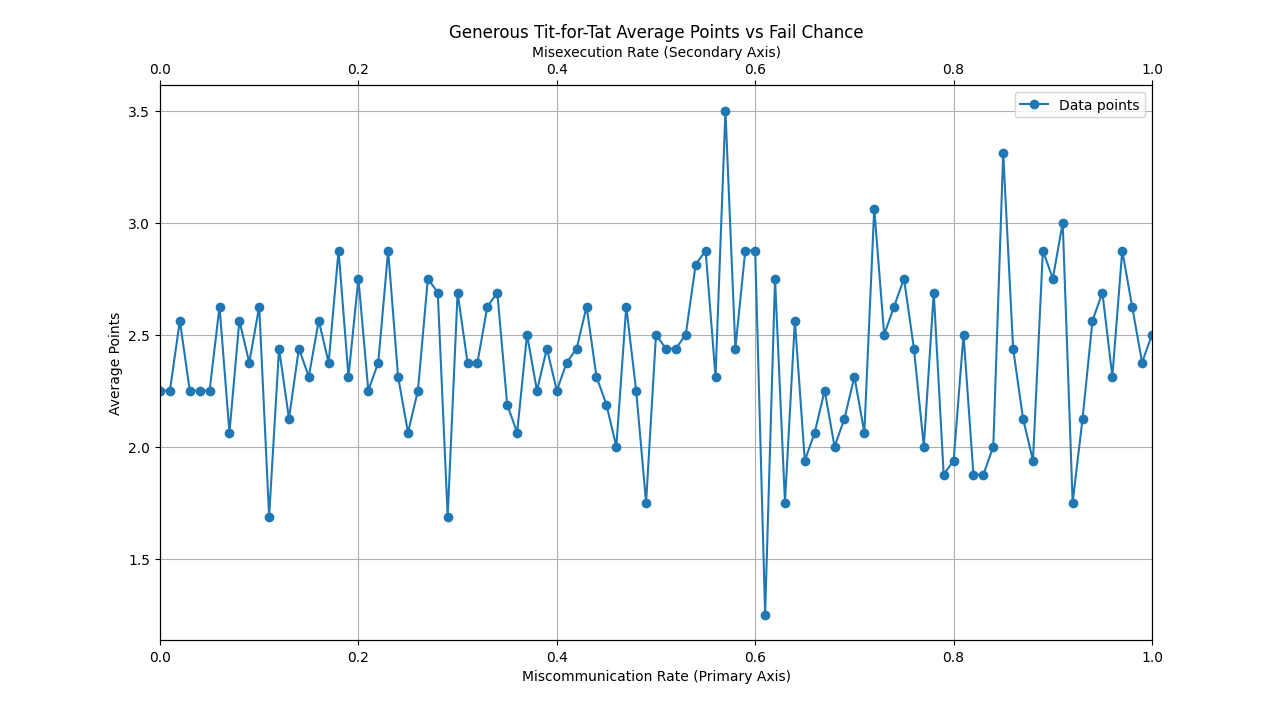 Generous Tit-for-Tat Average Points vs Fail Chance
Misexecution Rate (Secondary Axis)
0.0 0.2 0.4 0.6 0.8 1.0
Data points
3.5
3.0
2.5
2.0
1.5
Average Points
0.0 0.2 0.4 0.6 0.8 1.0
Miscommunication Rate (Primary Axis)